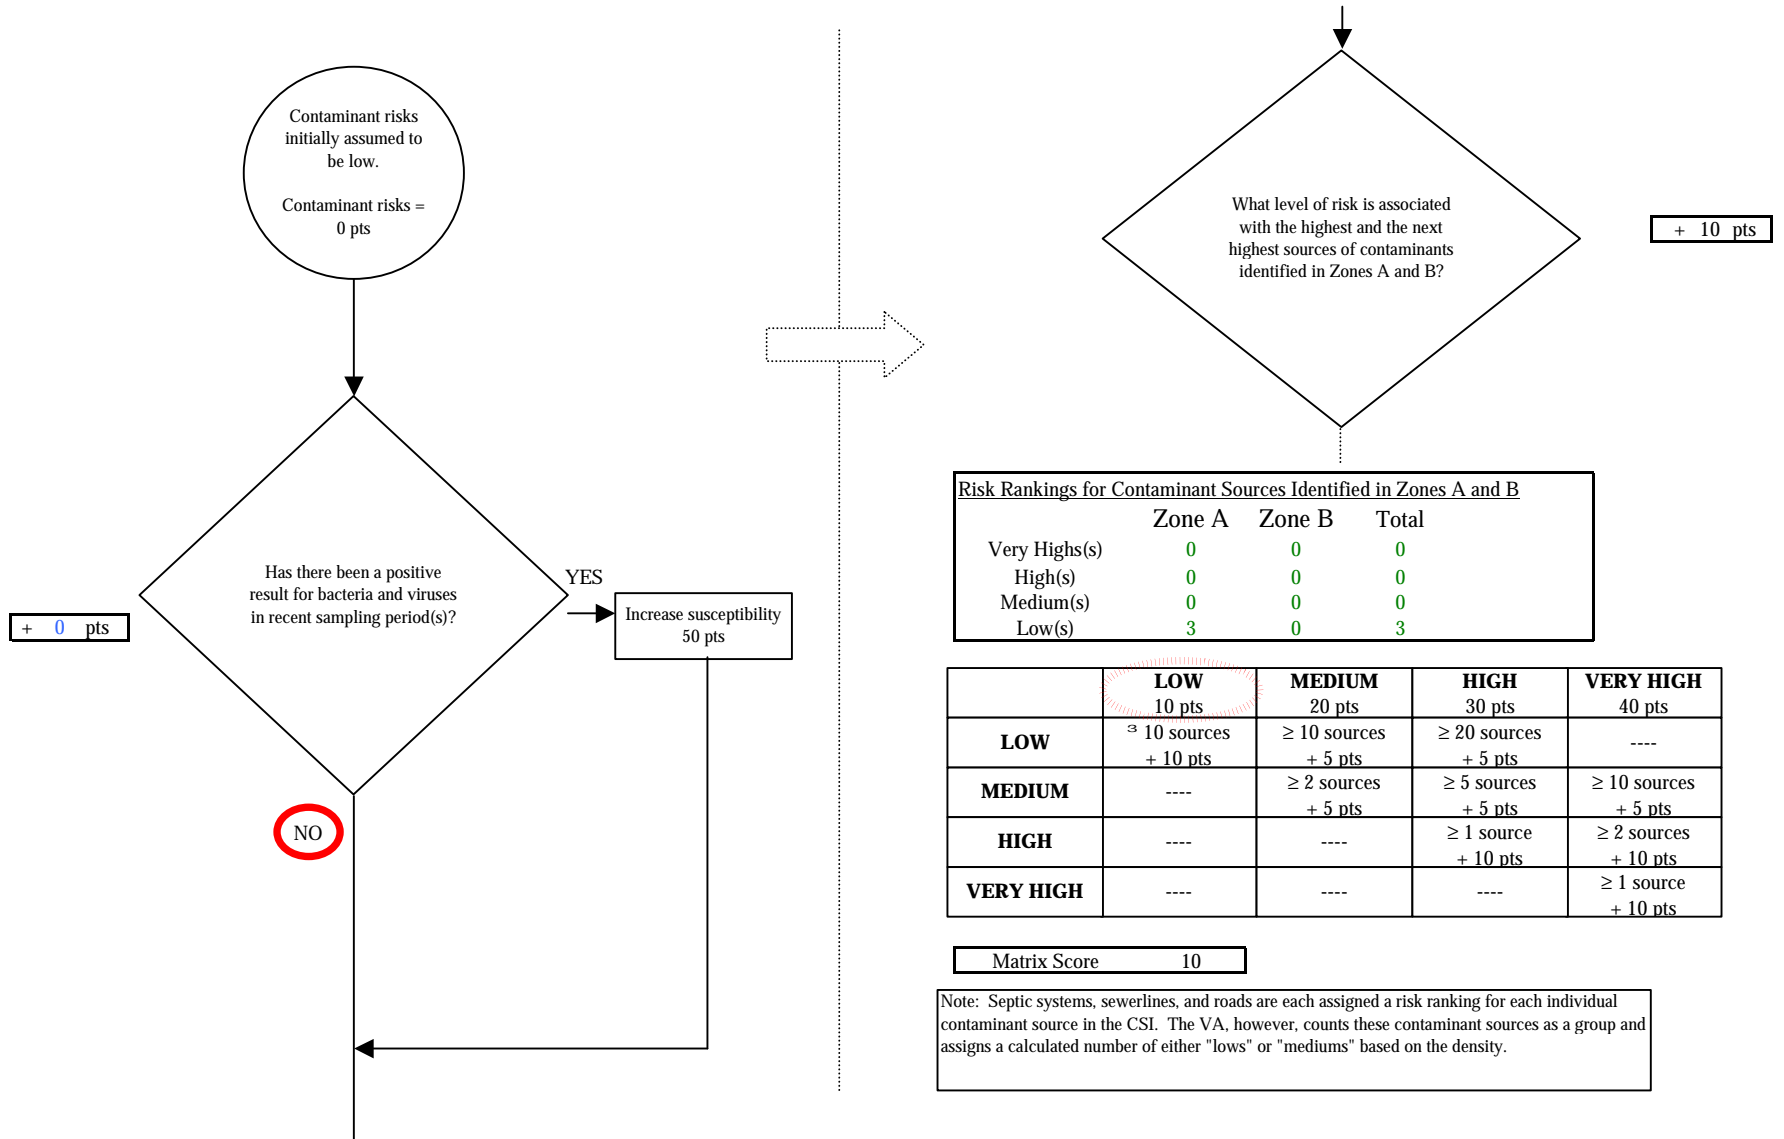 Contaminant risks
initially assumed to
be low.
Contaminant risks =
0 pts
Has there been a positive
result for bacteria and viruses
in recent sampling period(s)?
+ 0 pts
YES
Increase susceptibility
50 pts
NO
What level of risk is associated
with the highest and the next
highest sources of contaminants
identified in Zones A and B?
+ 10 pts
Risk Rankings for Contaminant Sources Identified in Zones A and B
Zone A Zone B Total
Very Highs(s) 0 0 0
High(s) 0 0 0
Medium(s) 0 0 0
Low(s) 3 0 3
LOW MEDIUM HIGH VERY HIGH
10 pts 20 pts 30 pts 40 pts
LOW ³ 10 sources ≥ 10 sources ≥ 20 sources ----
+ 10 pts + 5 pts + 5 pts
MEDIUM ---- ≥ 2 sources ≥ 5 sources ≥ 10 sources
+ 5 pts + 5 pts + 5 pts
HIGH ---- ---- ≥ 1 source ≥ 2 sources
+ 10 pts + 10 pts
VERY HIGH ---- ---- ---- ≥ 1 source
+ 10 pts
Matrix Score 10
Note: Septic systems, sewerlines, and roads are each assigned a risk ranking for each individual
contaminant source in the CSI. The VA, however, counts these contaminant sources as a group and
assigns a calculated number of either "lows" or "mediums" based on the density.